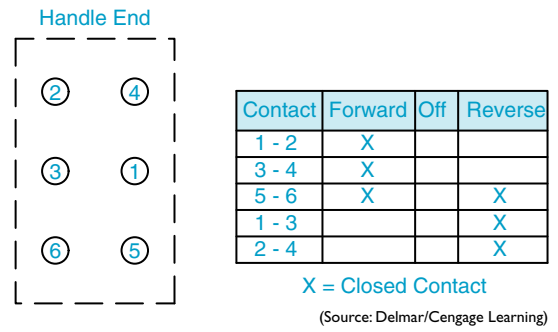 Handle End
2 4
3 1
6 5
Contact Forward Off Reverse
1 - 2 X
3 - 4 X
5 - 6 X X
1 - 3 X
2 - 4 X
X = Closed Contact
(Source: Delmar/Cengage Learning)